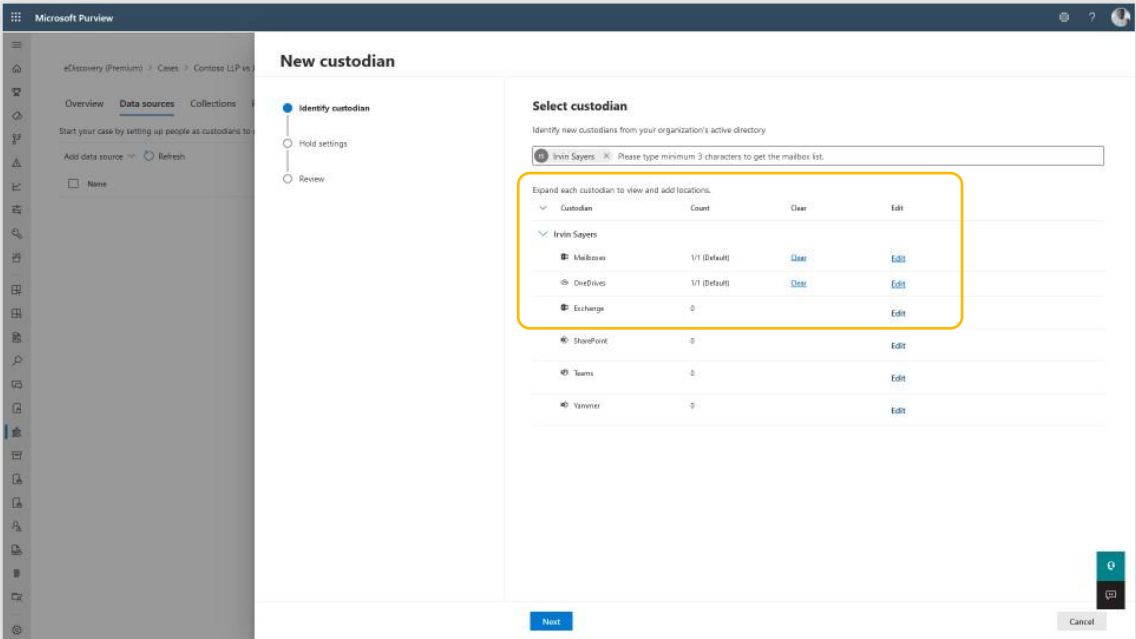 Microsoft Purview
?
eDiscovery (Premium) > Cases > Contoso LLP vs
New custodian
Overview Data sources Collections
Start your case by setting up people as custodians to
Add data source Refresh
Name
Identify custodian
Hold settings
Review
Select custodian
Identify new custodians from your organization's active directory
IS Irvin Sayers × Please type minimum 3 characters to get the mailbox list.
Expand each custodian to view and add locations.
Custodian Count Clear Edit
Irvin Sayers
Mailboxes 1/1 (Default) Clear Edit
OneDrives 1/1 (Default) Clear Edit
Exchange 0 Edit
SharePoint 0 Edit
Teams 0 Edit
Yammer 0 Edit
Next Cancel